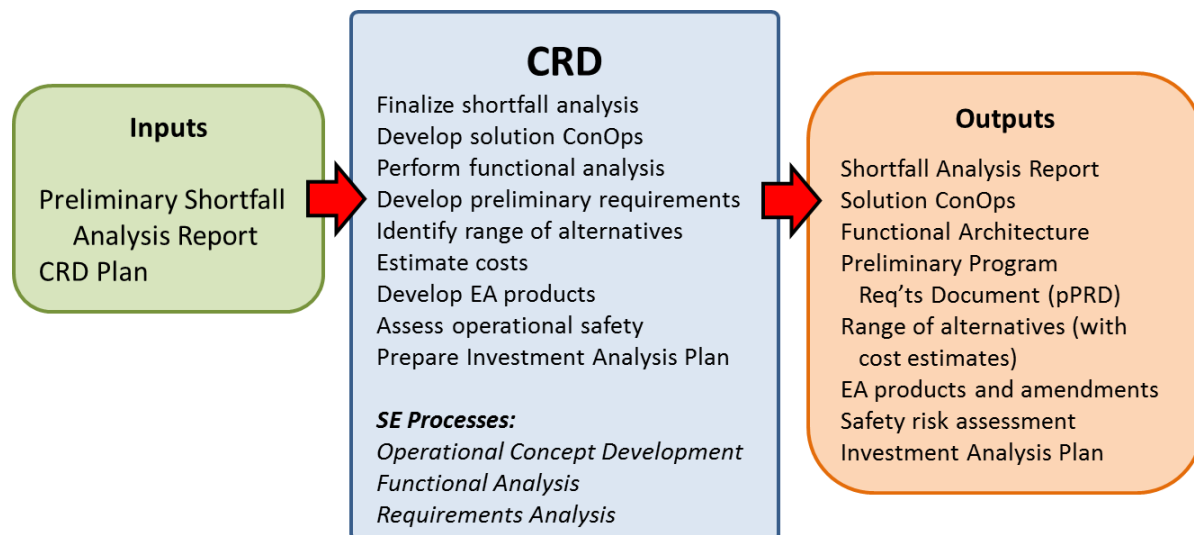 Inputs
Preliminary Shortfall
Analysis Report
CRD Plan
CRD
Finalize shortfall analysis
Develop solution ConOps
Perform functional analysis
Develop preliminary requirements
Identify range of alternatives
Estimate costs
Develop EA products
Assess operational safety
Prepare Investment Analysis Plan
SE Processes:
Operational Concept Development
Functional Analysis
Requirements Analysis
Outputs
Shortfall Analysis Report
Solution ConOps
Functional Architecture
Preliminary Program
Req’ts Document (pPRD)
Range of alternatives (with
cost estimates)
EA products and amendments
Safety risk assessment
Investment Analysis Plan